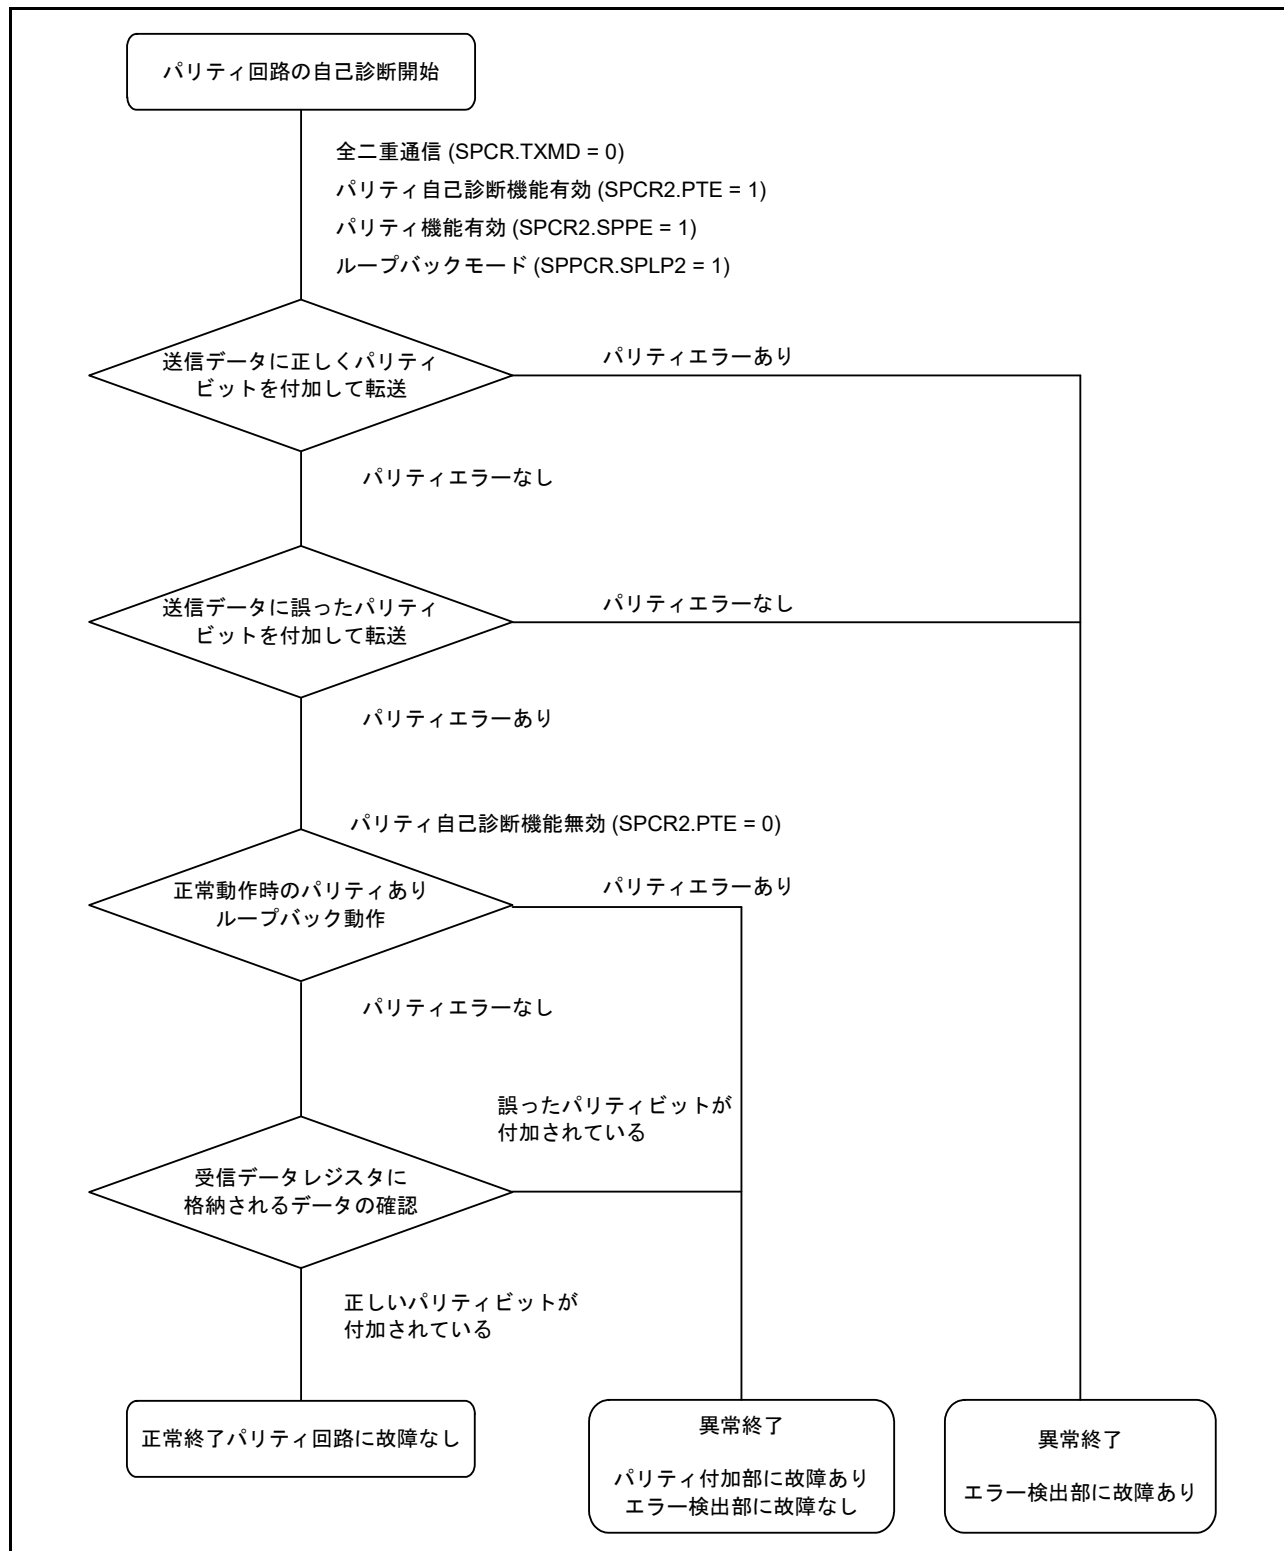 パリティ回路の自己診断開始
全二重通信 (SPCR.TXMD = 0)
パリティ自己診断機能有効 (SPCR2.PTE = 1)
パリティ機能有効 (SPCR2.SPPE = 1)
ループバックモード (SPPCR.SPLP2 = 1)
送信データに正しくパリティ
ビットを付加して転送
パリティエラーあり
パリティエラーなし
送信データに誤ったパリティ
ビットを付加して転送
パリティエラーなし
パリティエラーあり
パリティ自己診断機能無効 (SPCR2.PTE = 0)
正常動作時のパリティあり
ループバック動作
パリティエラーあり
パリティエラーなし
誤ったパリティビットが
付加されている
受信データレジスタに
格納されるデータの確認
正しいパリティビットが
付加されている
正常終了パリティ回路に故障なし
異常終了
パリティ付加部に故障あり
エラー検出部に故障なし
異常終了
エラー検出部に故障あり